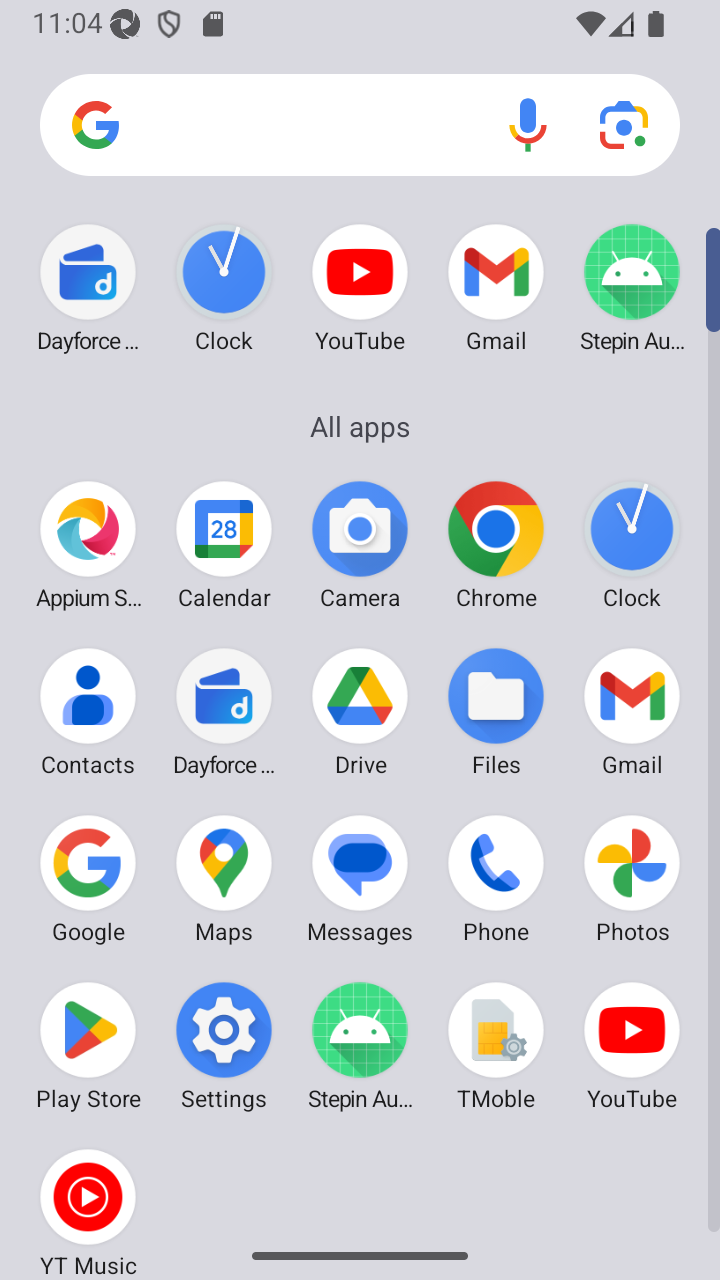 11:04
Dayforce ... Clock YouTube Gmail Stepin Au...
All apps
28
Appium S... Calendar Camera Chrome Clock
Contacts Dayforce ... Drive Files Gmail
Google Maps Messages Phone Photos
Play Store Settings Stepin Au... TMoble YouTube
YT Music